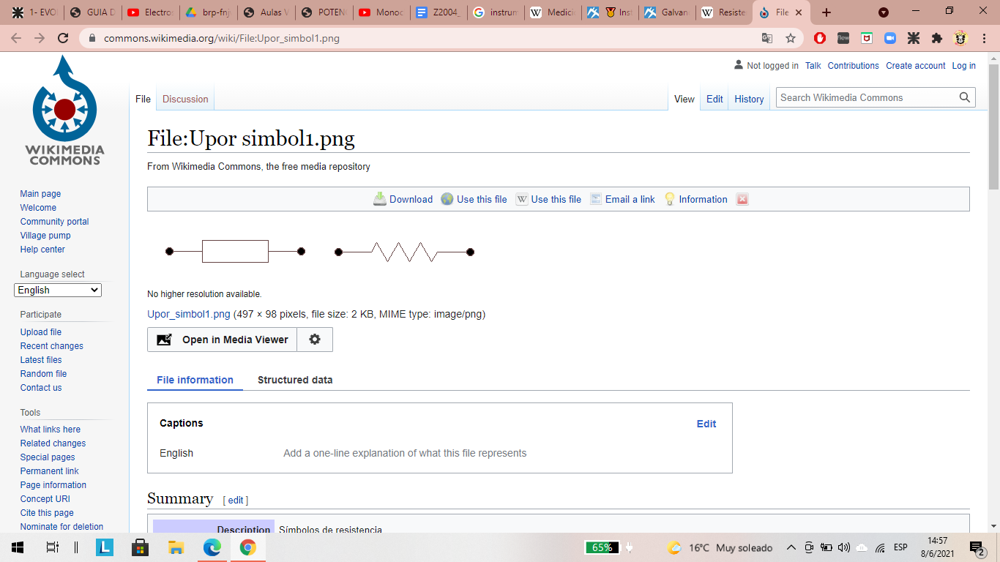 1- EVO
GUIA D
Electro
brp-fnj
Aulas V
POTEN
Monoc
Z2004_
instrum
Medici
Inst
Galvan
Resiste
File
commons.wikimedia.org/wiki/File:Upor_simbol1.png
Not logged in Talk Contributions Create account Log in
File Discussion View Edit History Search Wikimedia Commons
WIKIMEDIA
COMMONS
File:Upor simbol1.png
From Wikimedia Commons, the free media repository
Download Use this file Use this file Email a link Information
No higher resolution available.
Upor_simbol1.png (497 × 98 pixels, file size: 2 KB, MIME type: image/png)
Open in Media Viewer
File information Structured data
Captions Edit
English Add a one-line explanation of what this file represents
Summary [ edit ]
Description Símbolos de resistencia
Main page
Welcome
Community portal
Village pump
Help center
Language select
English
Participate
Upload file
Recent changes
Latest files
Random file
Contact us
Tools
What links here
Related changes
Special pages
Permanent link
Page information
Concept URI
Cite this page
Nominate for deletion
65%
16°C Muy soleado
ESP
14:57
8/6/2021
2